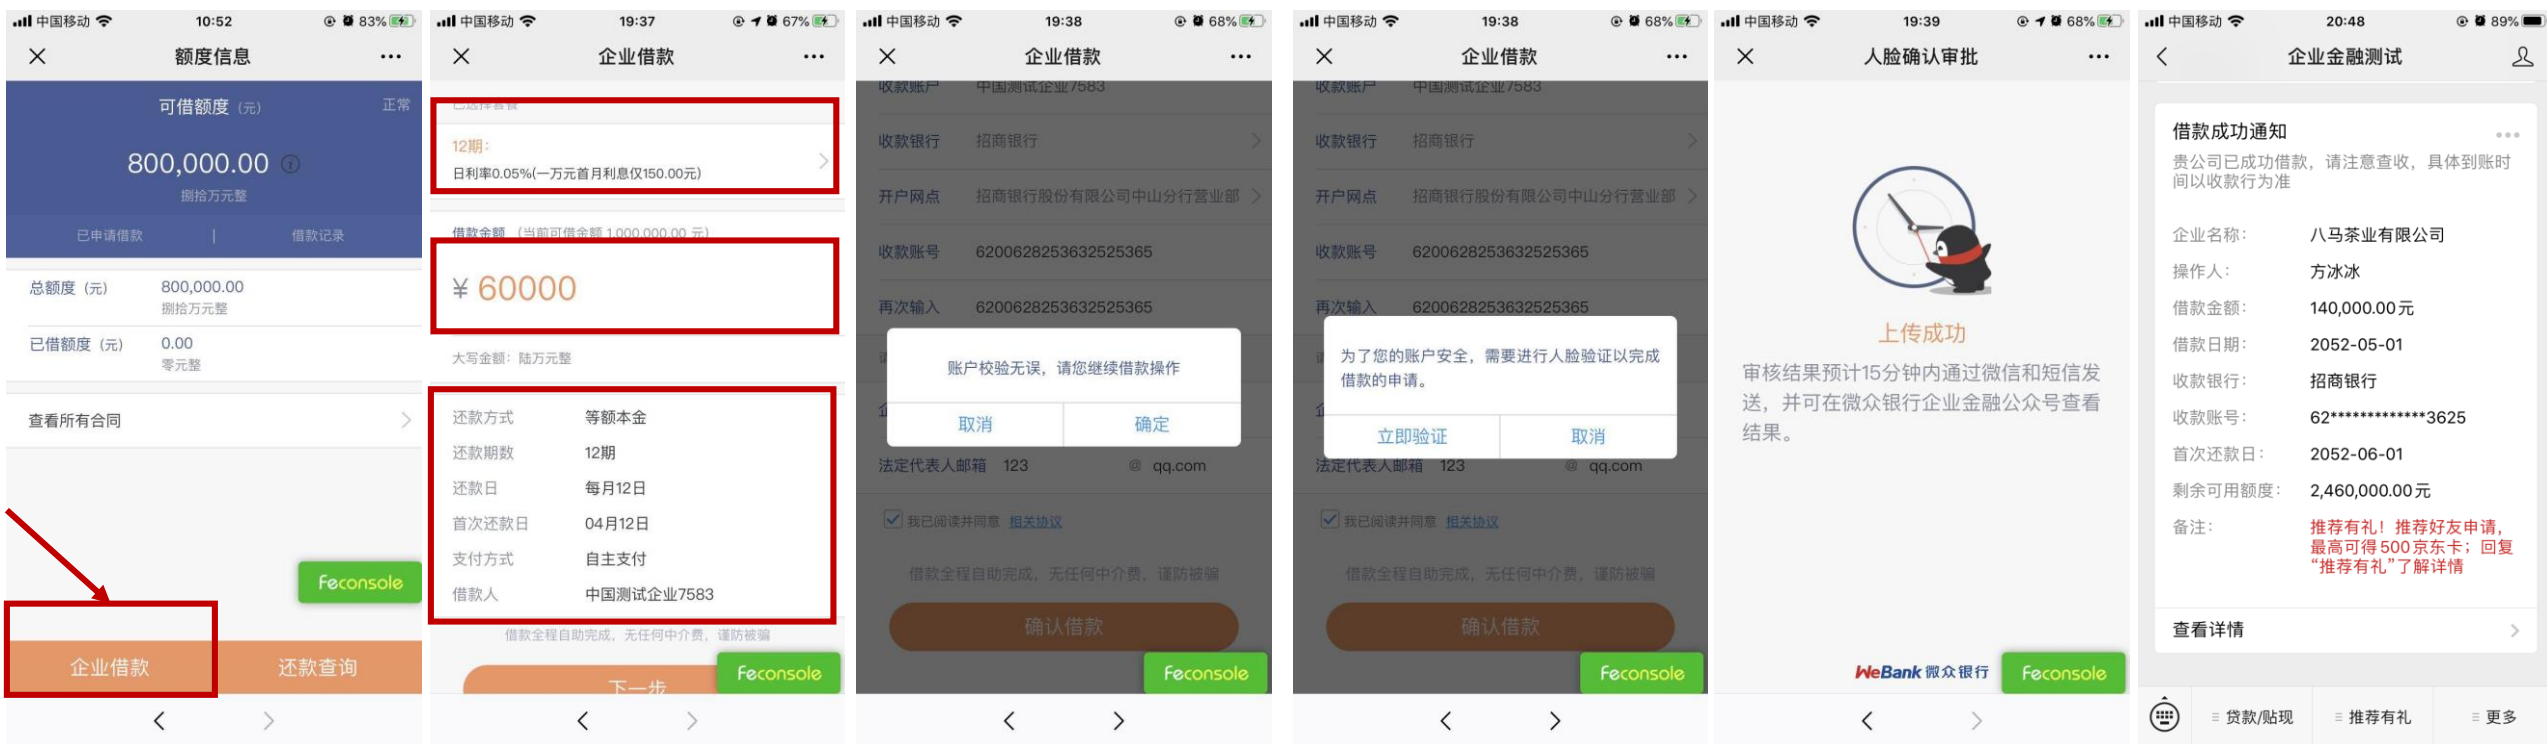 中国移动
10:52
83%
额度信息
可借额度（元）
正常
800,000.00
捌拾万元整
已申请借款 | 借款记录
总额度（元） 800,000.00
捌拾万元整
已借额度（元） 0.00
零元整
查看所有合同
Feconsole
企业借款
还款查询
中国移动
19:37
67%
企业借款
已选择套餐
12期：
日利率0.05%(一万元首月利息仅150.00元)
借款金额 （当前可借金额 1,000,000.00 元）
¥ 60000
大写金额：陆万元整
还款方式 等额本金
还款期数 12期
还款日 每月12日
首次还款日 04月12日
支付方式 自主支付
借款人 中国测试企业7583
借款全程自助完成，无任何中介费，谨防被骗
下一步
Feconsole
中国移动
19:38
68%
企业借款
收款账户 中国测试企业7583
收款银行 招商银行
开户网点 招商银行股份有限公司中山分行营业部
收款账号 6200628253632525365
再次输入 6200628253632525365
账户校验无误，请您继续借款操作
取消
确定
法定代表人邮箱 123 @ qq.com
我已阅读并同意 相关协议
借款全程自助完成，无任何中介费，谨防被骗
确认借款
Feconsole
中国移动
19:38
68%
企业借款
收款账户 中国测试企业7583
收款银行 招商银行
开户网点 招商银行股份有限公司中山分行营业部
收款账号 6200628253632525365
再次输入 6200628253632525365
为了您的账户安全，需要进行人脸验证以完成
借款的申请。
立即验证
取消
法定代表人邮箱 123 @ qq.com
我已阅读并同意 相关协议
借款全程自助完成，无任何中介费，谨防被骗
确认借款
Feconsole
中国移动
19:39
68%
人脸确认审批
上传成功
审核结果预计15分钟内通过微信和短信发
送，并可在微众银行企业金融公众号查看
结果。
WeBank 微众银行
Feconsole
中国移动
20:48
89%
企业金融测试
借款成功通知
贵公司已成功借款，请注意查收，具体到账时
间以收款行为准
企业名称： 八马茶业有限公司
操作人： 方冰冰
借款金额： 140,000.00元
借款日期： 2052-05-01
收款银行： 招商银行
收款账号： 62*************3625
首次还款日： 2052-06-01
剩余可用额度： 2,460,000.00元
备注： 推荐有礼！推荐好友申请，
最高可得500京东卡；回复
“推荐有礼”了解详情
查看详情
贷款/贴现
推荐有礼
更多